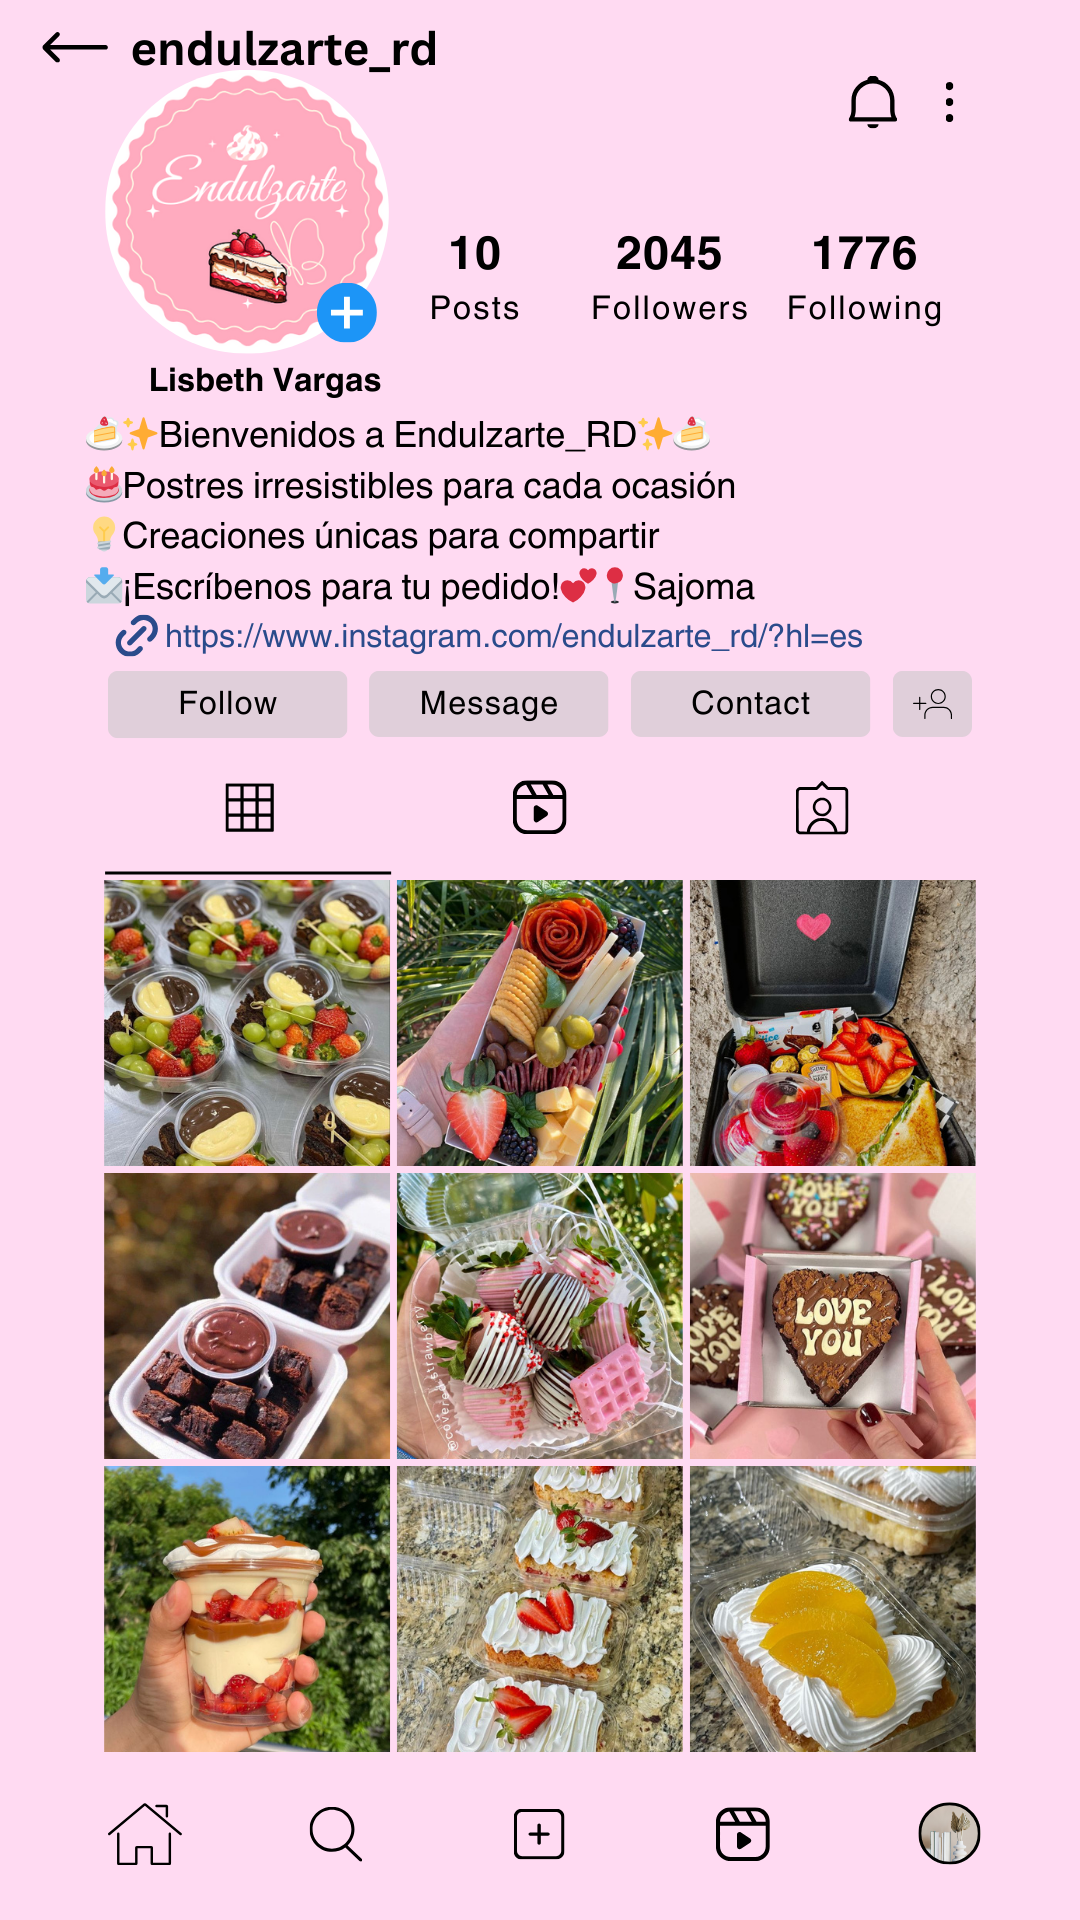 endulzarte_rd
Endulzarte
10 2045 1776
Posts Followers Following
Lisbeth Vargas
🍰✨Bienvenidos a Endulzarte_RD✨🍰
🎂Postres irresistibles para cada ocasión
💡Creaciones únicas para compartir
📩¡Escríbenos para tu pedido!💕📍Sajoma
https://www.instagram.com/endulzarte_rd/?hl=es
Follow Message Contact
@covered.strawberry
LOVE
YOU
LOVE
YOU
LOVE
YOU
LOVE
YOU